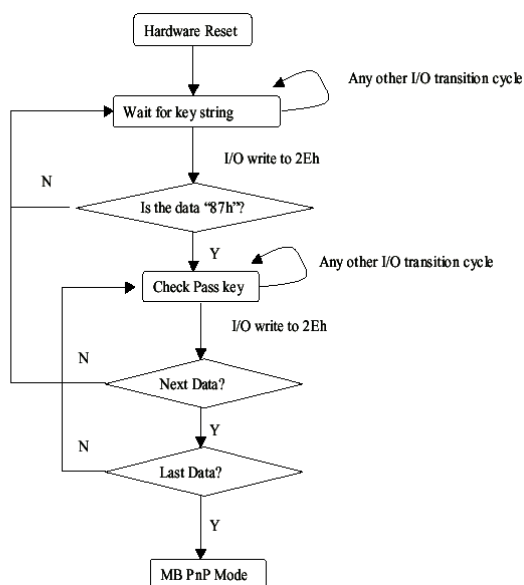 Hardware Reset
Any other I/O transition cycle
Wait for key string
I/O write to 2Eh
N
Is the data “87h”?
Y
Any other I/O transition cycle
Check Pass key
I/O write to 2Eh
N
Next Data?
Y
N
Last Data?
Y
MB PnP Mode